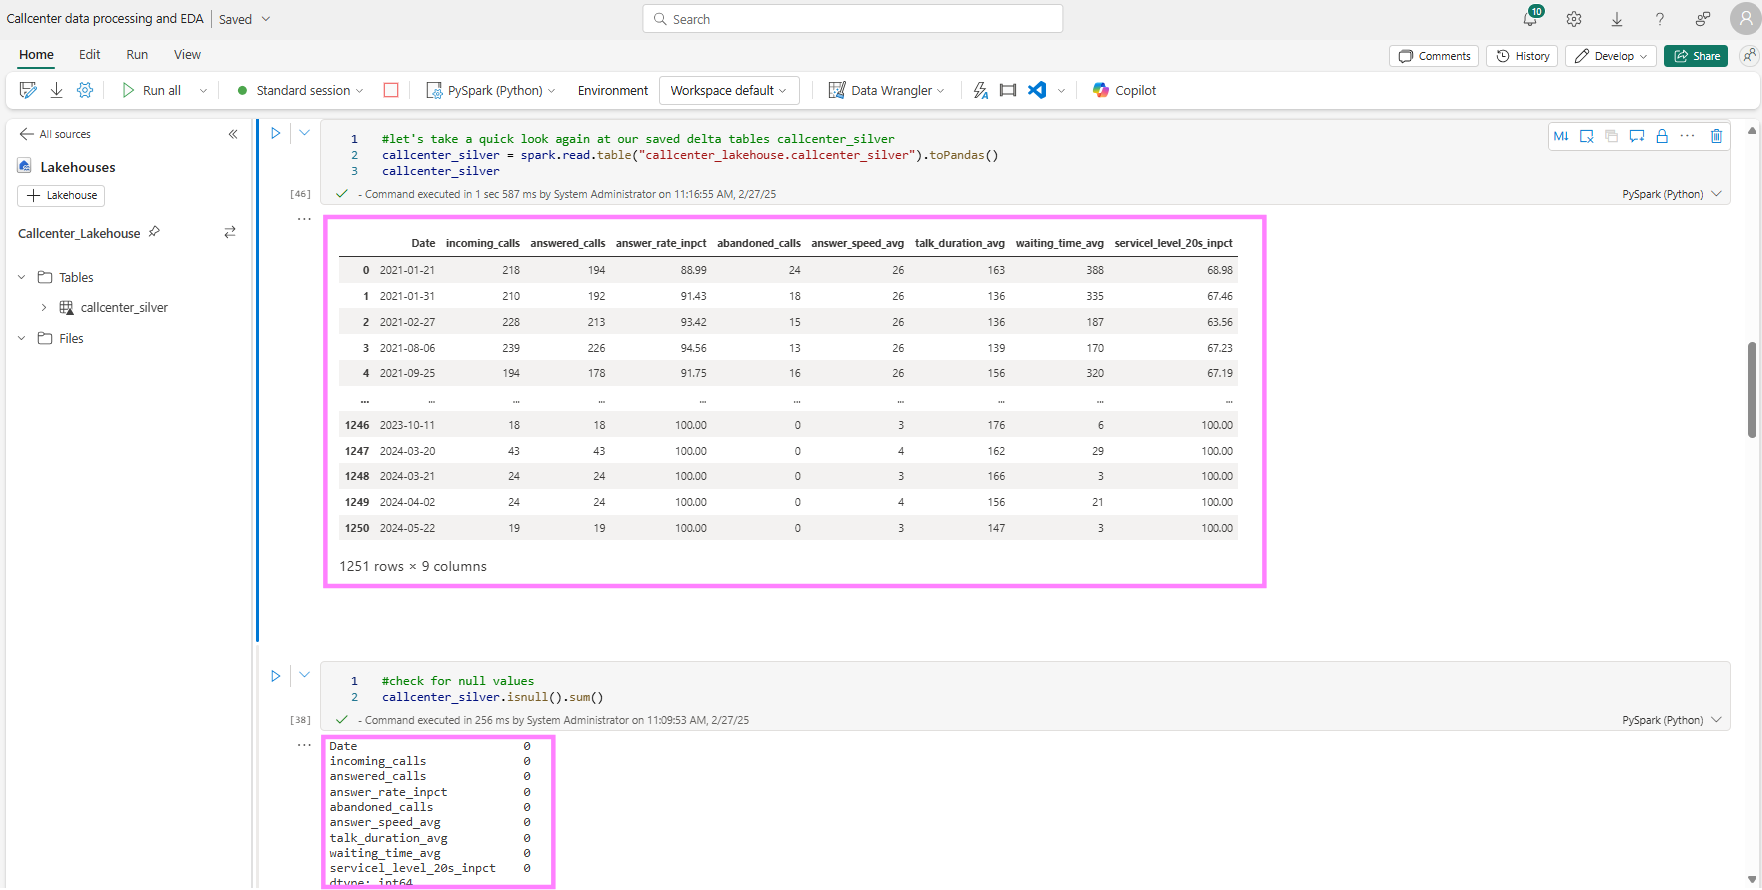 Callcenter data processing and EDA | Saved
Search
10
Home Edit Run View
Comments History Develop Share
Run all Standard session PySpark (Python) Environment Workspace default Data Wrangler Copilot
All sources
Lakehouses
Lakehouse
Callcenter_Lakehouse
Tables
callcenter_silver
Files
1 #let's take a quick look again at our saved delta tables callcenter_silver
2 callcenter_silver = spark.read.table("callcenter_lakehouse.callcenter_silver").toPandas()
3 callcenter_silver
M↓
[46] - Command executed in 1 sec 587 ms by System Administrator on 11:16:55 AM, 2/27/25 PySpark (Python)
Date incoming_calls answered_calls answer_rate_inpct abandoned_calls answer_speed_avg talk_duration_avg waiting_time_avg servicel_level_20s_inpct
0 2021-01-21 218 194 88.99 24 26 163 388 68.98
1 2021-01-31 210 192 91.43 18 26 136 335 67.46
2 2021-02-27 228 213 93.42 15 26 136 187 63.56
3 2021-08-06 239 226 94.56 13 26 139 170 67.23
4 2021-09-25 194 178 91.75 16 26 156 320 67.19
... ... ... ... ... ... ... ... ... ...
1246 2023-10-11 18 18 100.00 0 3 176 6 100.00
1247 2024-03-20 43 43 100.00 0 4 162 29 100.00
1248 2024-03-21 24 24 100.00 0 3 166 3 100.00
1249 2024-04-02 24 24 100.00 0 4 156 21 100.00
1250 2024-05-22 19 19 100.00 0 3 147 3 100.00
1251 rows × 9 columns
1 #check for null values
2 callcenter_silver.isnull().sum()
[38] - Command executed in 256 ms by System Administrator on 11:09:53 AM, 2/27/25 PySpark (Python)
Date 0
incoming_calls 0
answered_calls 0
answer_rate_inpct 0
abandoned_calls 0
answer_speed_avg 0
talk_duration_avg 0
waiting_time_avg 0
servicel_level_20s_inpct 0
dtype: int64